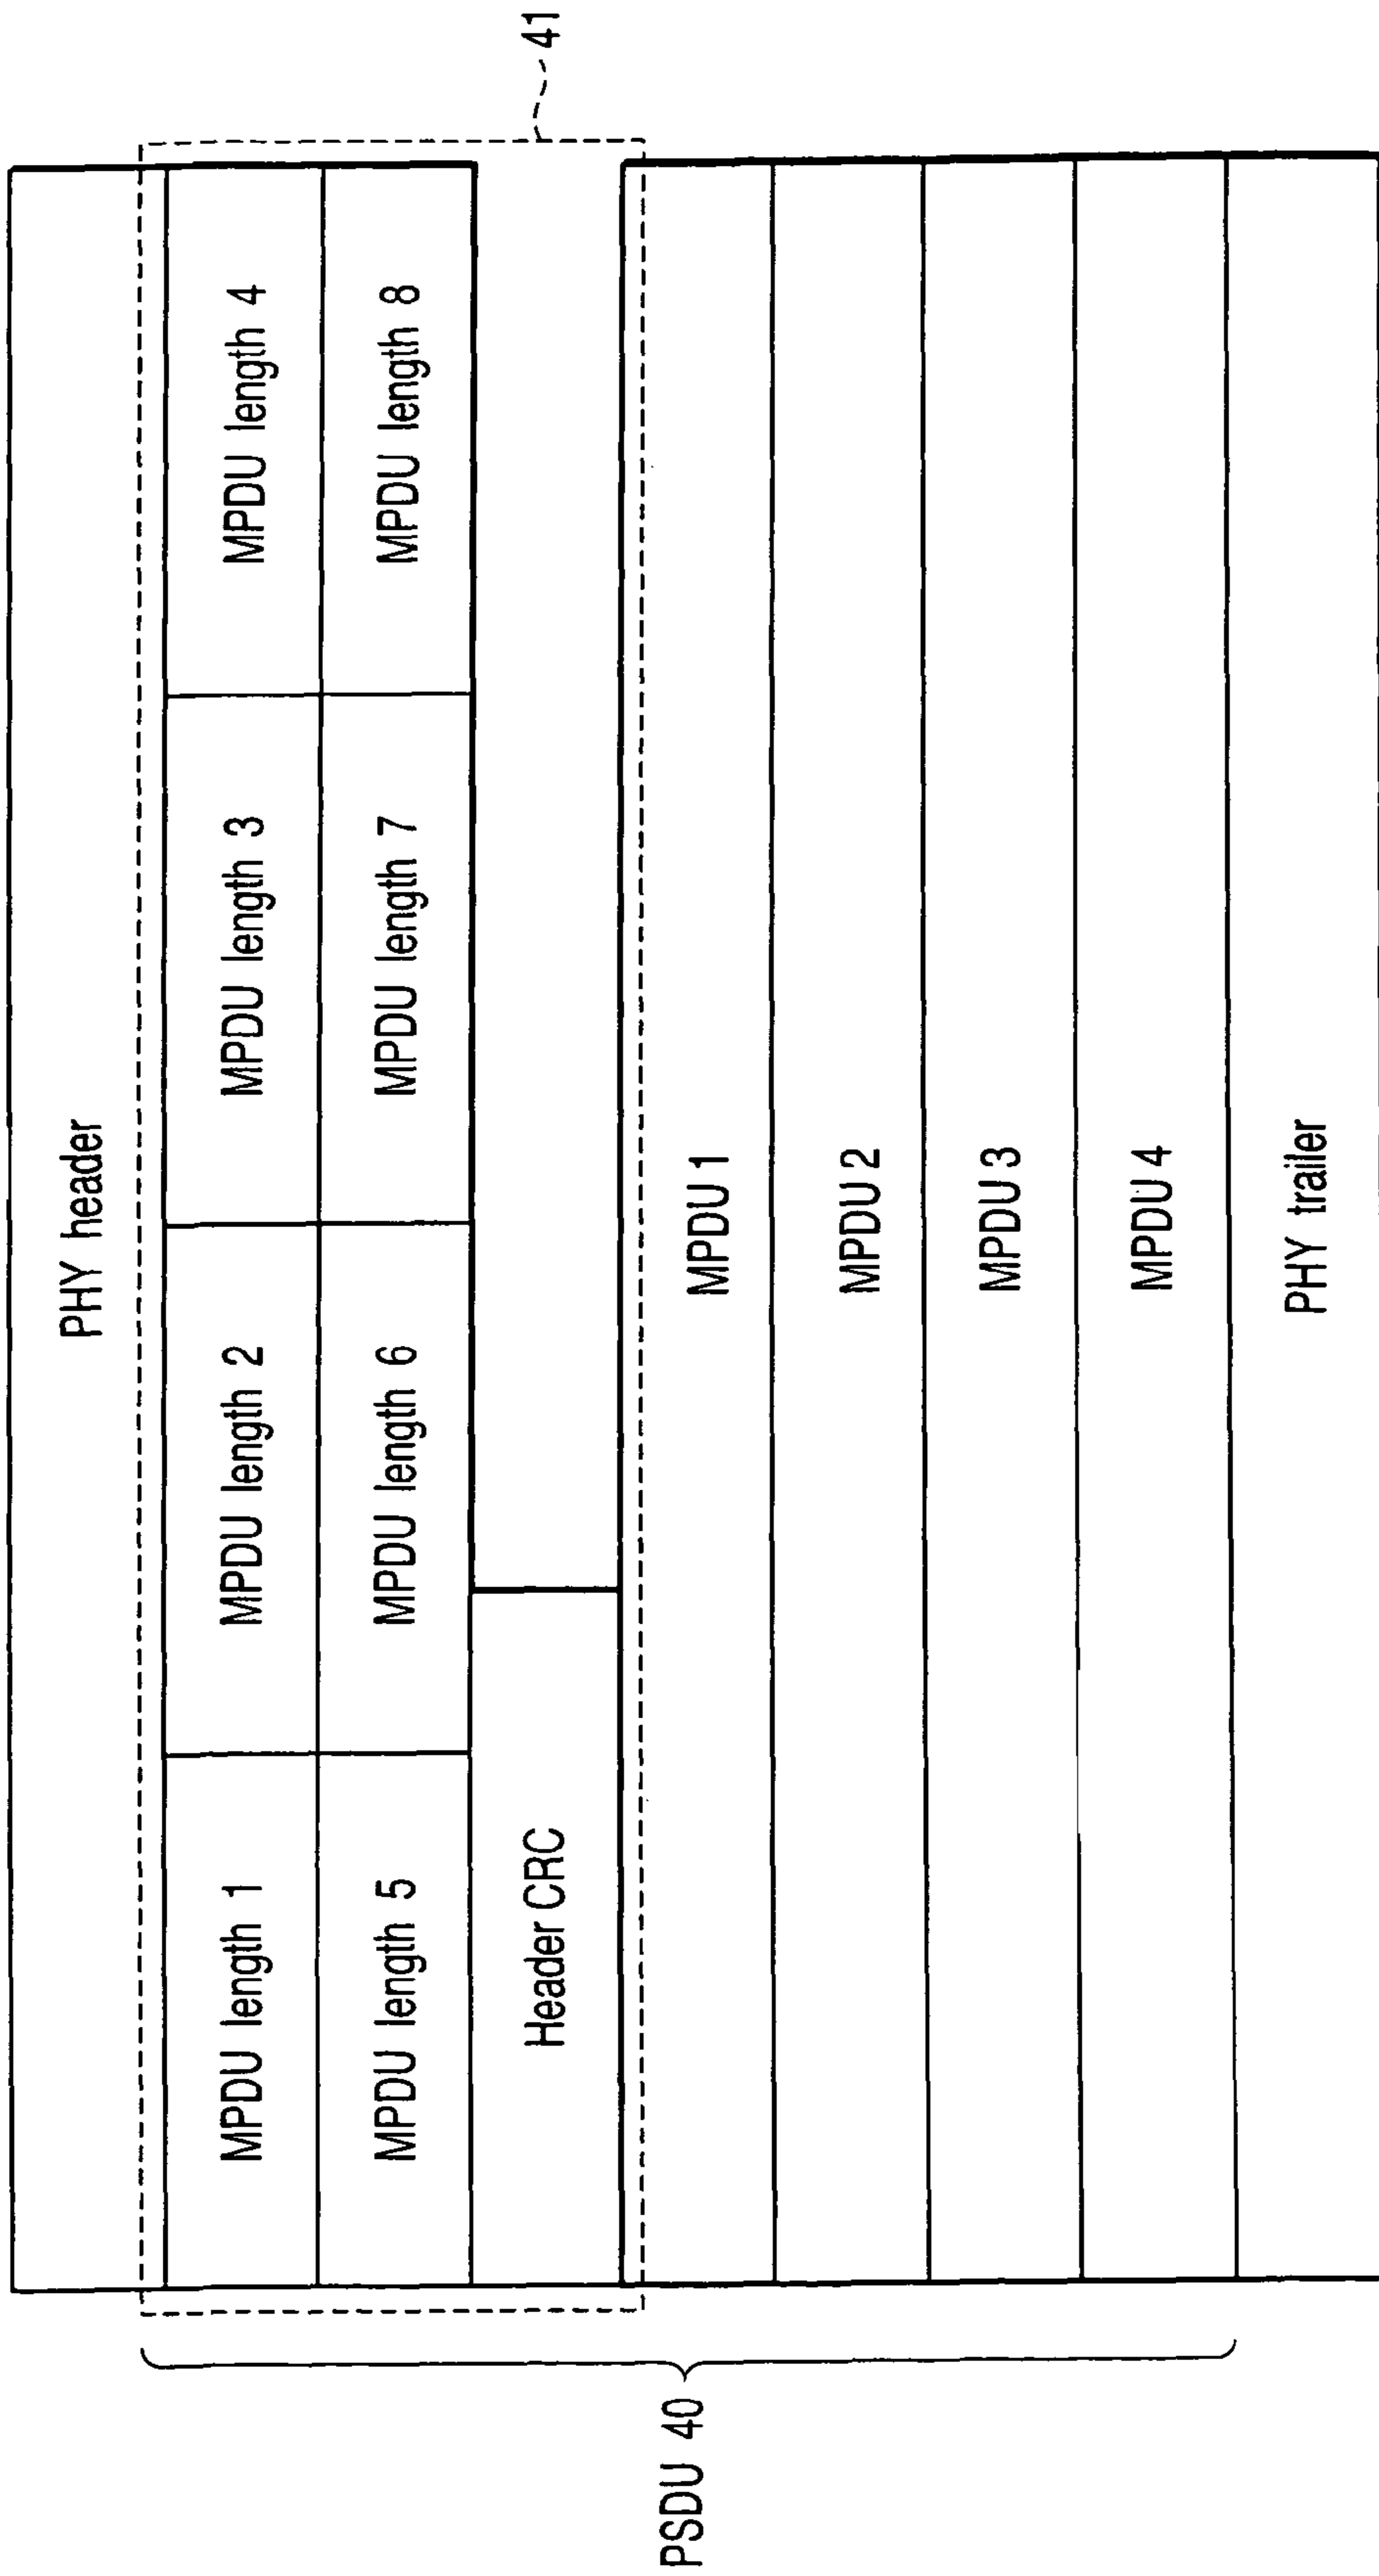 PHY header
MPDU length 1 MPDU length 2 MPDU length 3 MPDU length 4
MPDU length 5 MPDU length 6 MPDU length 7 MPDU length 8
41
Header CRC
PSDU 40
MPDU 1
MPDU 2
MPDU 3
MPDU 4
PHY trailer